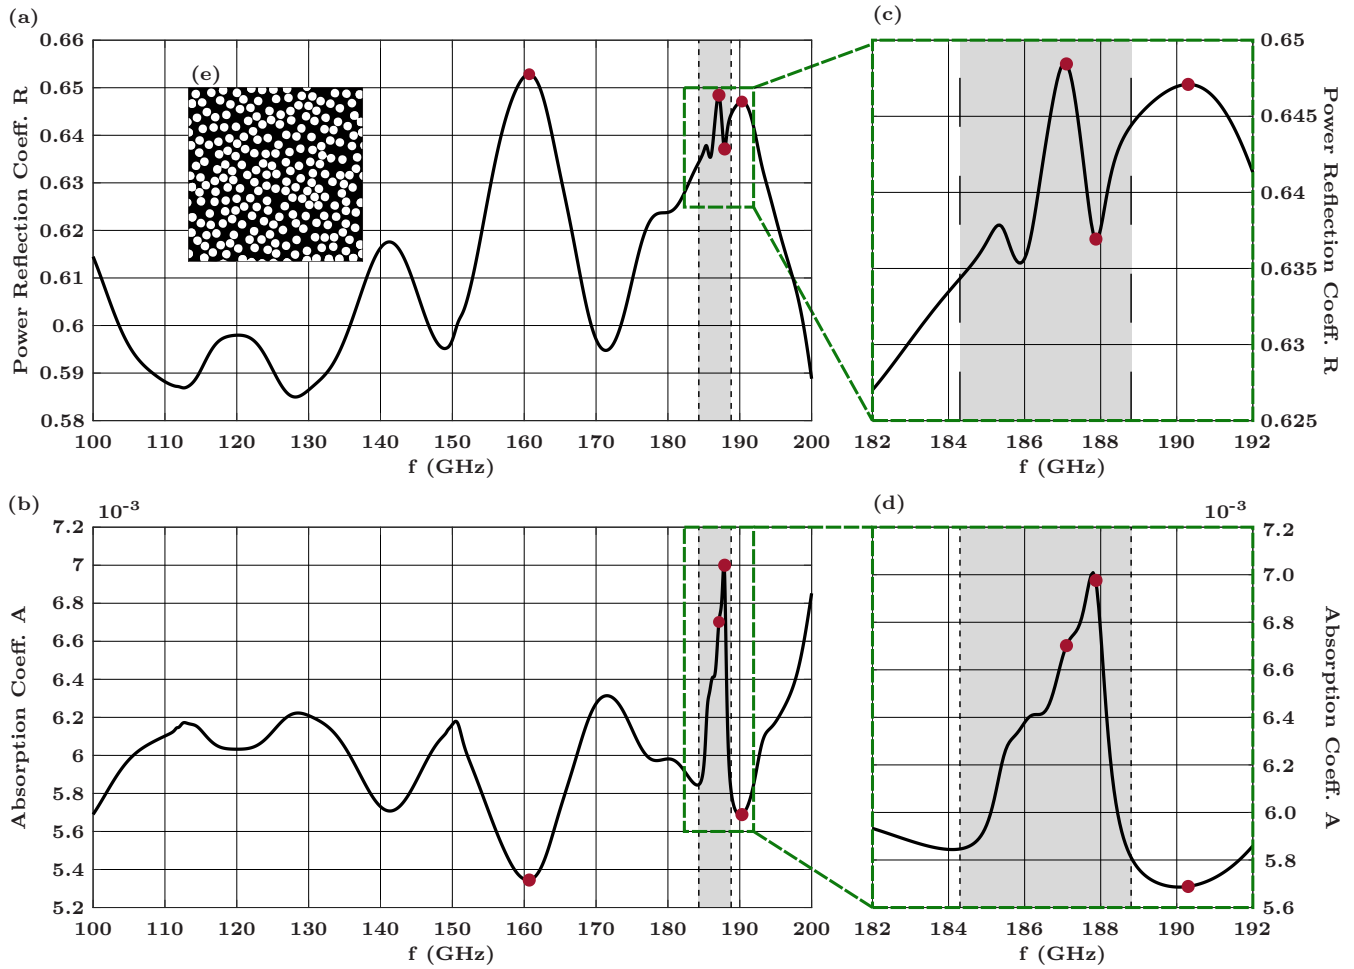 (a)
(c)
0.66
0.65
0.64
0.63
0.62
0.61
0.6
0.59
0.58
Power Reflection Coeff. R
(e)
100 110 120 130 140 150 160 170 180 190 200
f (GHz)
0.65
0.645
0.64
0.635
0.63
0.625
Power Reflection Coeff. R
182 184 186 188 190 192
f (GHz)
(b)
(d)
10-3
7.2
7
6.8
6.6
6.4
6.2
6
5.8
5.6
5.4
5.2
Absorption Coeff. A
100 110 120 130 140 150 160 170 180 190 200
f (GHz)
10-3
7.2
7.0
6.8
6.6
6.4
6.2
6.0
5.8
5.6
Absorption Coeff. A
182 184 186 188 190 192
f (GHz)